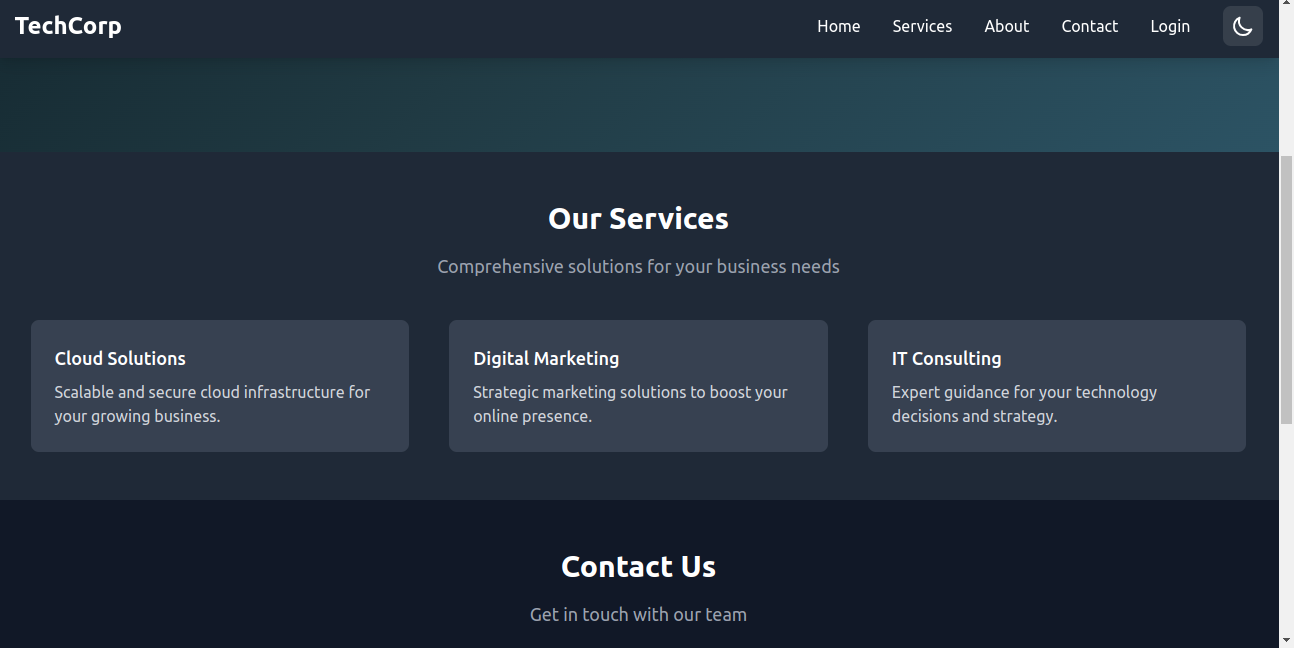 TechCorp
Home Services About Contact Login
Our Services
Comprehensive solutions for your business needs
Cloud Solutions
Scalable and secure cloud infrastructure for
your growing business.
Digital Marketing
Strategic marketing solutions to boost your
online presence.
IT Consulting
Expert guidance for your technology
decisions and strategy.
Contact Us
Get in touch with our team